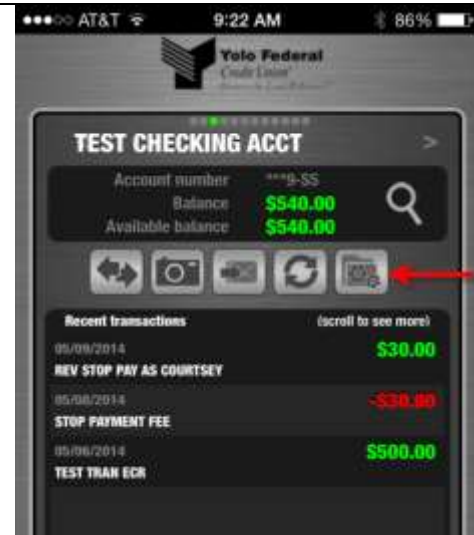 AT&T 9:22 AM 86%
Yolo Federal
Credit Union
TEST CHECKING ACCT >
Account number ***9-SS
Balance $540.00
Available balance $540.00
Recent transactions (scroll to see more)
05/09/2014 $30.00
REV STOP PAY AS COURTSEY
05/08/2014 -$30.00
STOP PAYMENT FEE
05/06/2014 $500.00
TEST TRAN ECR